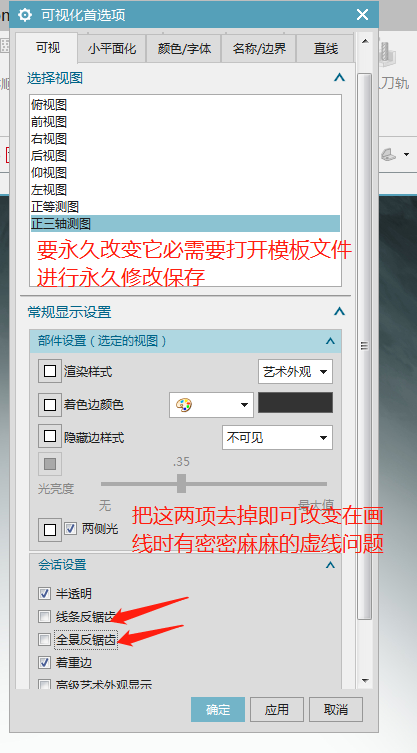 可视化首选项
可视
小平面化
颜色/字体
名称/边界
直线
选择视图
俯视图
前视图
右视图
后视图
仰视图
左视图
正等测图
正三轴测图
要永久改变它必需要打开模板文件
进行永久修改保存
常规显示设置
部件设置（选定的视图）
渲染样式
艺术外观
着色边颜色
隐藏边样式
不可见
.35
光亮度
无
最大值
把这两项去掉即可改变在画
线时有密密麻麻的虚线问题
两侧光
会话设置
半透明
线条反锯齿
全景反锯齿
着重边
高级艺术外观显示
确定
应用
取消
刀轨